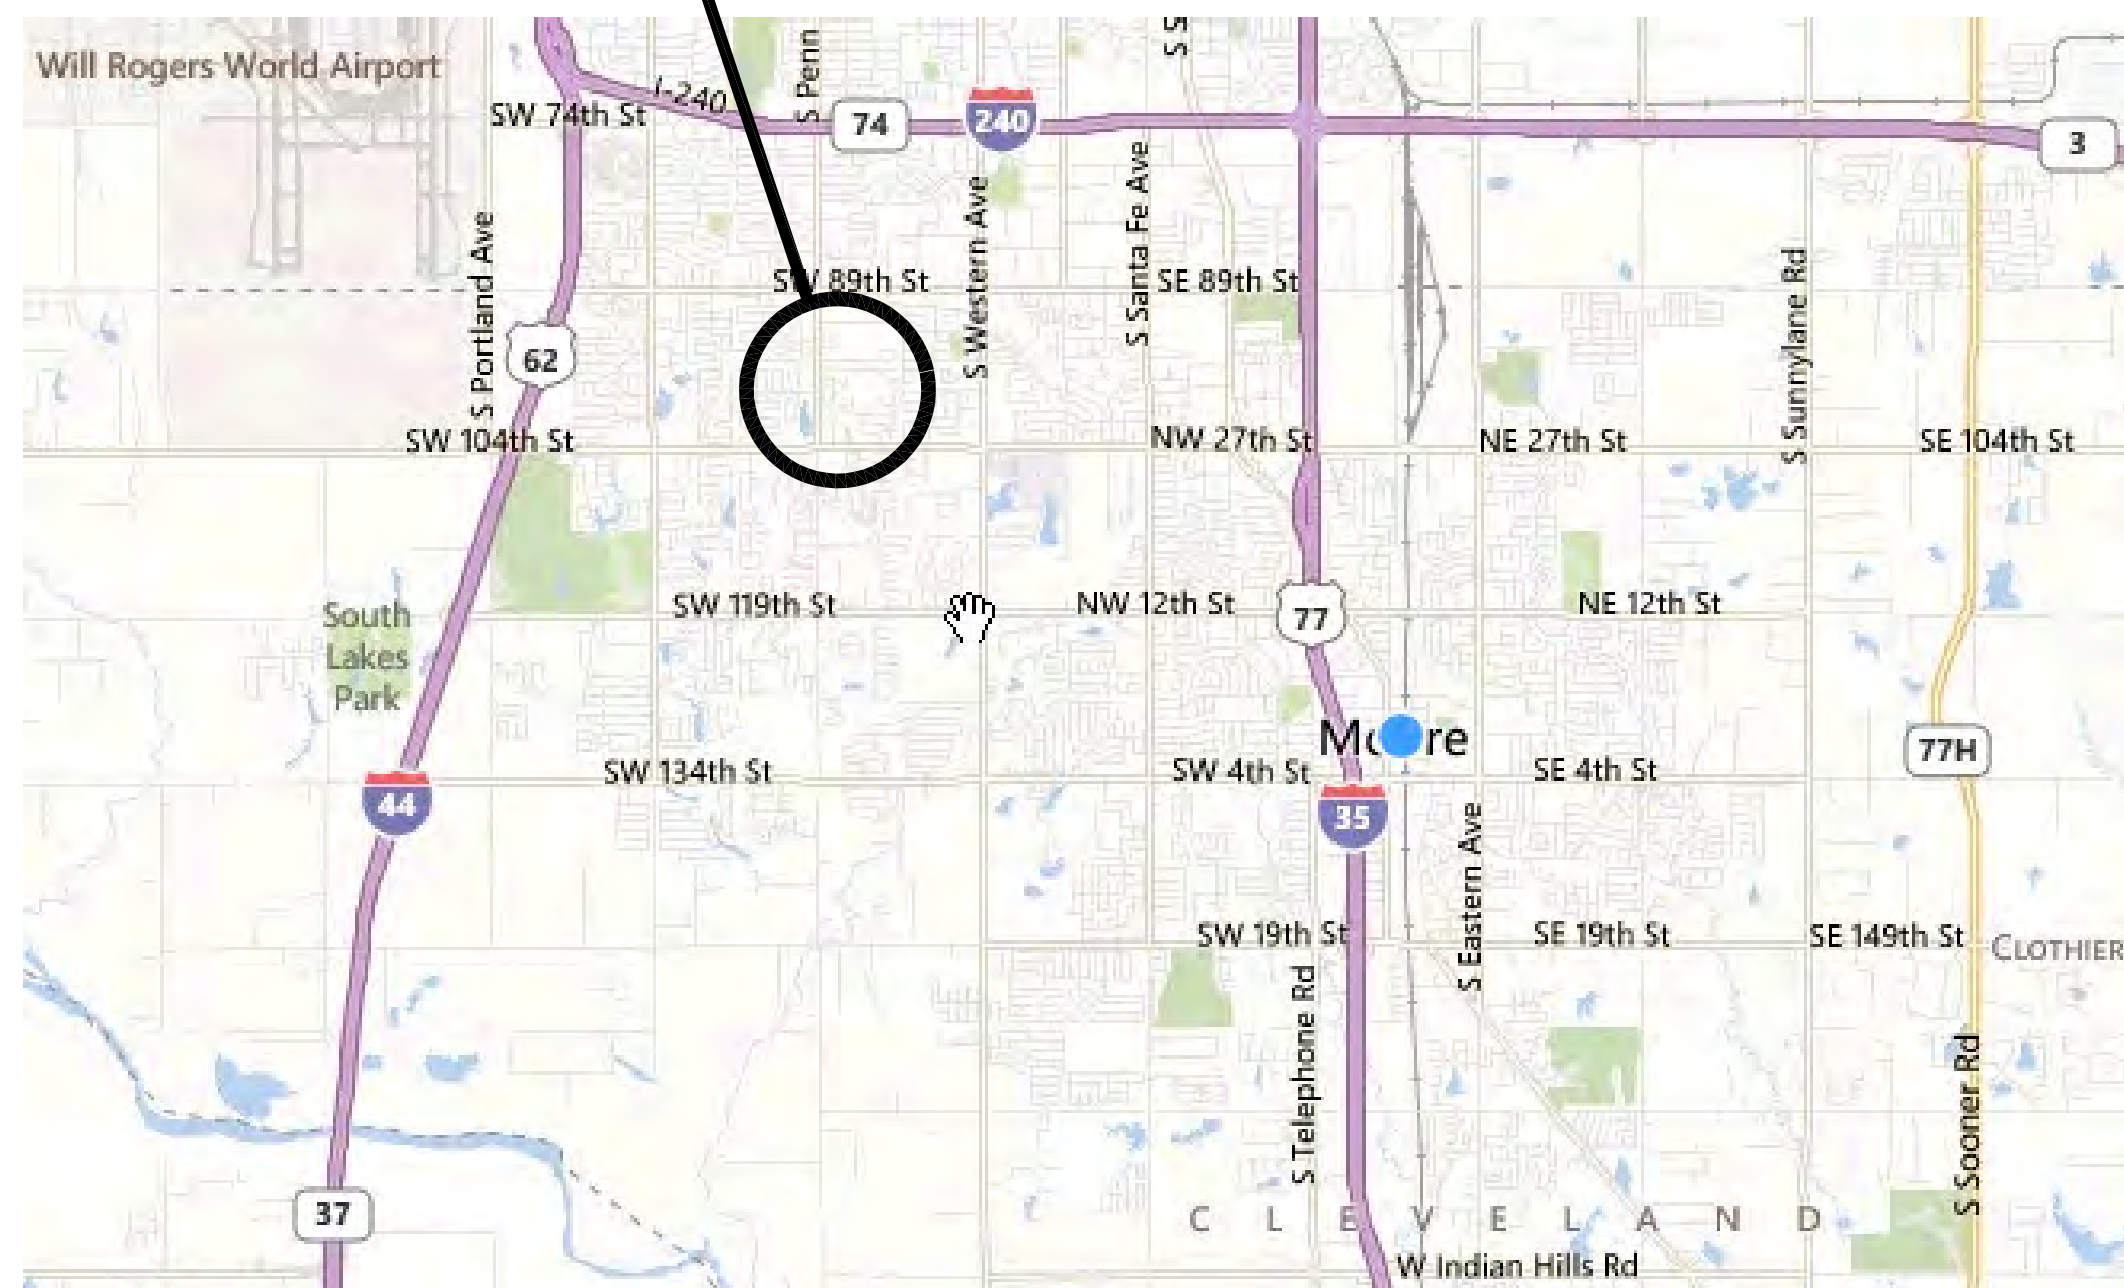 Will Rogers World Airport
I-240
SW 74th St
S Penn
74
240
3
S Portland Ave
S Western Ave
S Santa Fe Ave
SW 89th St
SE 89th St
S Sunnylane Rd
62
SW 104th St
NW 27th St
NE 27th St
SE 104th St
South
Lakes
Park
SW 119th St
NW 12th St
77
NE 12th St
SW 134th St
SW 4th St
SE 4th St
77H
44
35
S Eastern Ave
SW 19th St
SE 19th St
SE 149th St
CLOTHIER
S Telephone Rd
S Sooner Rd
37
CLEVELAND
W Indian Hills Rd